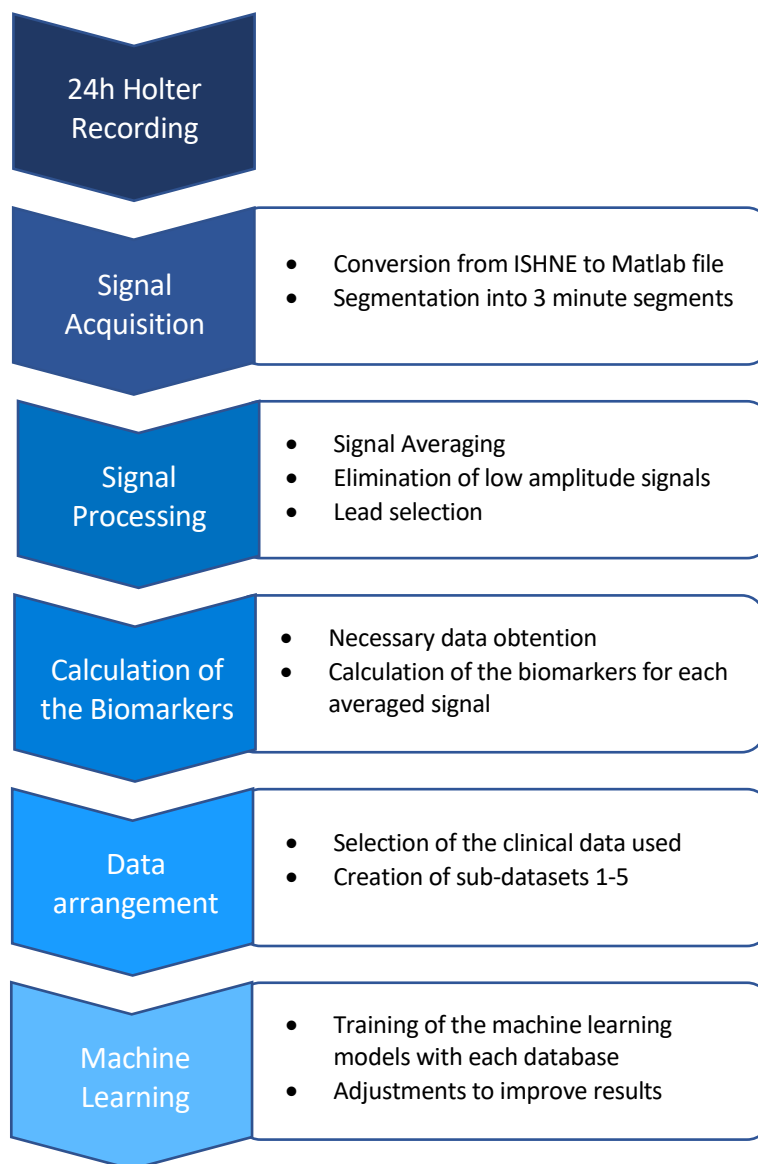 24h Holter
Recording
Signal
Acquisition
• Conversion from ISHNE to Matlab file
• Segmentation into 3 minute segments
Signal
Processing
• Signal Averaging
• Elimination of low amplitude signals
• Lead selection
Calculation of
the Biomarkers
• Necessary data obtention
• Calculation of the biomarkers for each
averaged signal
Data
arrangement
• Selection of the clinical data used
• Creation of sub-datasets 1-5
Machine
Learning
• Training of the machine learning
models with each database
• Adjustments to improve results